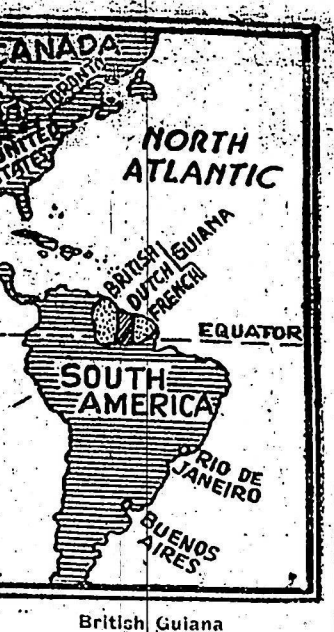 CANADA
TORONTO
UNITED
STATES
NORTH
ATLANTIC
BRITISH
DUTCH GUIANA
FRENCH
EQUATOR
SOUTH
AMERICA
RIO DE
JANEIRO
BUENOS
AIRES
British Guiana